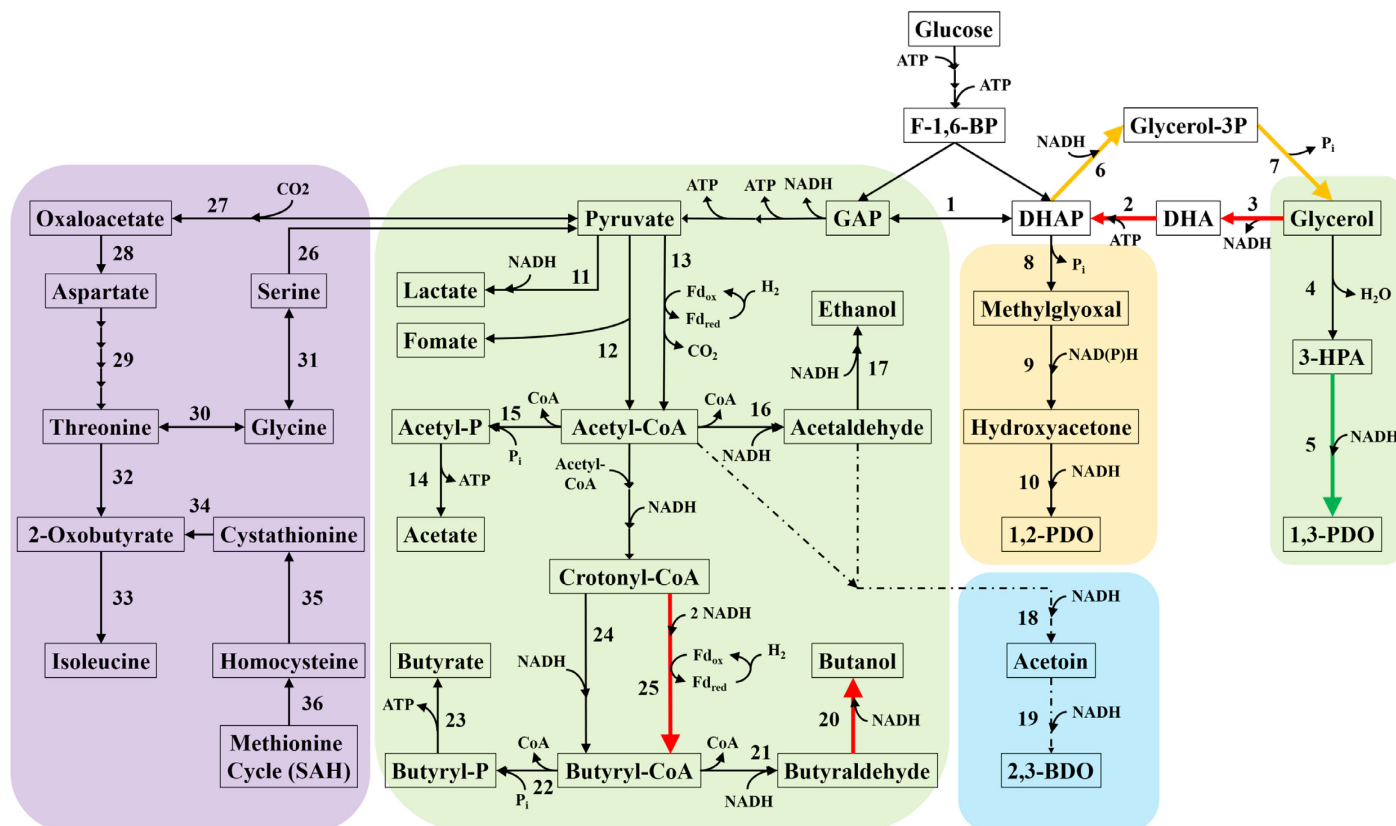 Glucose
ATP
ATP
F-1,6-BP
Glycerol-3P
NADH
6
7
Pi
Oxaloacetate
27
CO2
Pyruvate
ATP
ATP
NADH
GAP
1
DHAP
2
ATP
DHA
3
NADH
Glycerol
28
26
Aspartate
Serine
29
31
Threonine
30
Glycine
32
2-Oxobutyrate
34
Cystathionine
33
35
Isoleucine
Homocysteine
36
Methionine
Cycle (SAH)
Lactate
NADH
11
13
Fdox
Fdred
H2
CO2
Fomate
12
Ethanol
NADH
17
Acetyl-P
15
CoA
Pi
Acetyl-CoA
CoA
16
NADH
Acetaldehyde
14
ATP
Acetate
Acetyl-
CoA
NADH
Crotonyl-CoA
24
NADH
2 NADH
Fdox
Fdred
H2
25
Butyrate
ATP
23
Butanol
20
NADH
Butyryl-P
CoA
22
Pi
Butyryl-CoA
CoA
21
NADH
Butyraldehyde
8
Pi
Methylglyoxal
9
NAD(P)H
Hydroxyacetone
10
NADH
1,2-PDO
4
H2O
3-HPA
5
NADH
1,3-PDO
18
NADH
Acetoin
19
NADH
2,3-BDO